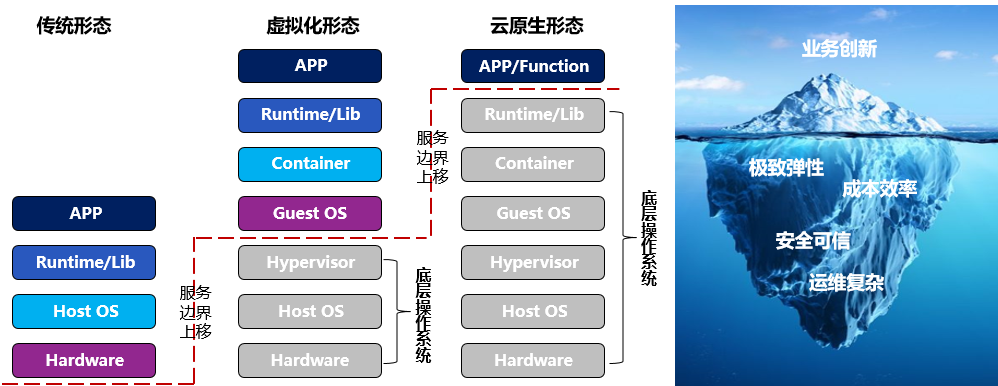 传统形态
APP
Runtime/Lib
Host OS
Hardware
服务
边界
上移
虚拟化形态
APP
Runtime/Lib
Container
Guest OS
Hypervisor
Host OS
Hardware
底层操作系统
服务
边界
上移
云原生形态
APP/Function
Runtime/Lib
Container
Guest OS
Hypervisor
Host OS
Hardware
底层操作系统
业务创新
极致弹性
成本效率
安全可信
运维复杂